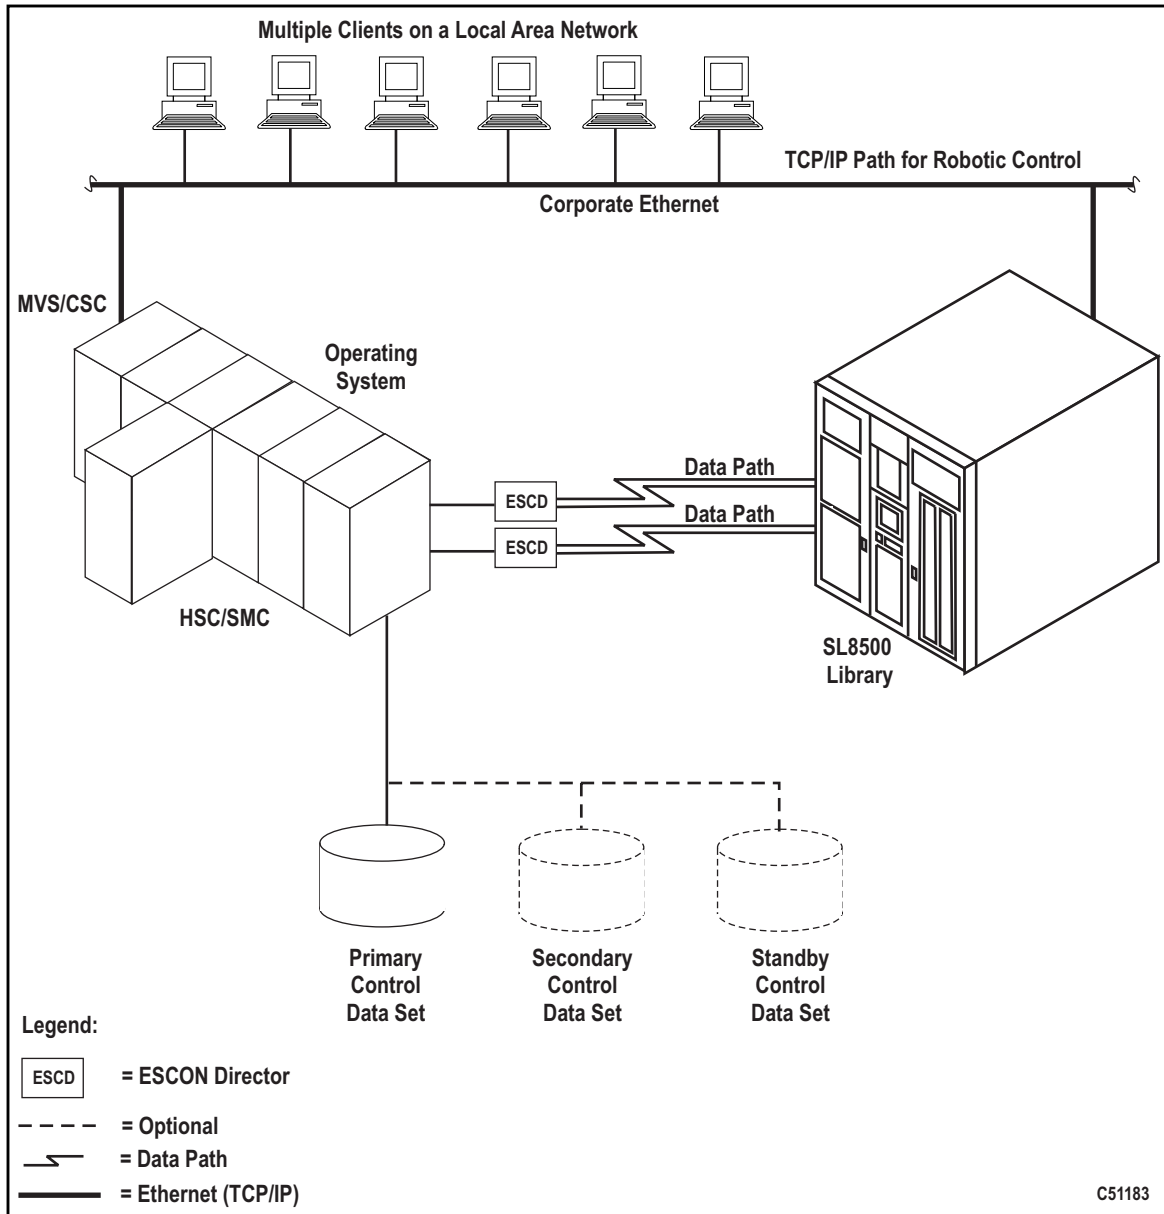 Multiple Clients on a Local Area Network
TCP/IP Path for Robotic Control
Corporate Ethernet
MVS/CSC
Operating
System
Data Path
ESCD
Data Path
ESCD
HSC/SMC
SL8500
Library
Primary
Control
Data Set
Secondary
Control
Data Set
Standby
Control
Data Set
Legend:
ESCD = ESCON Director
= Optional
= Data Path
= Ethernet (TCP/IP)
C51183